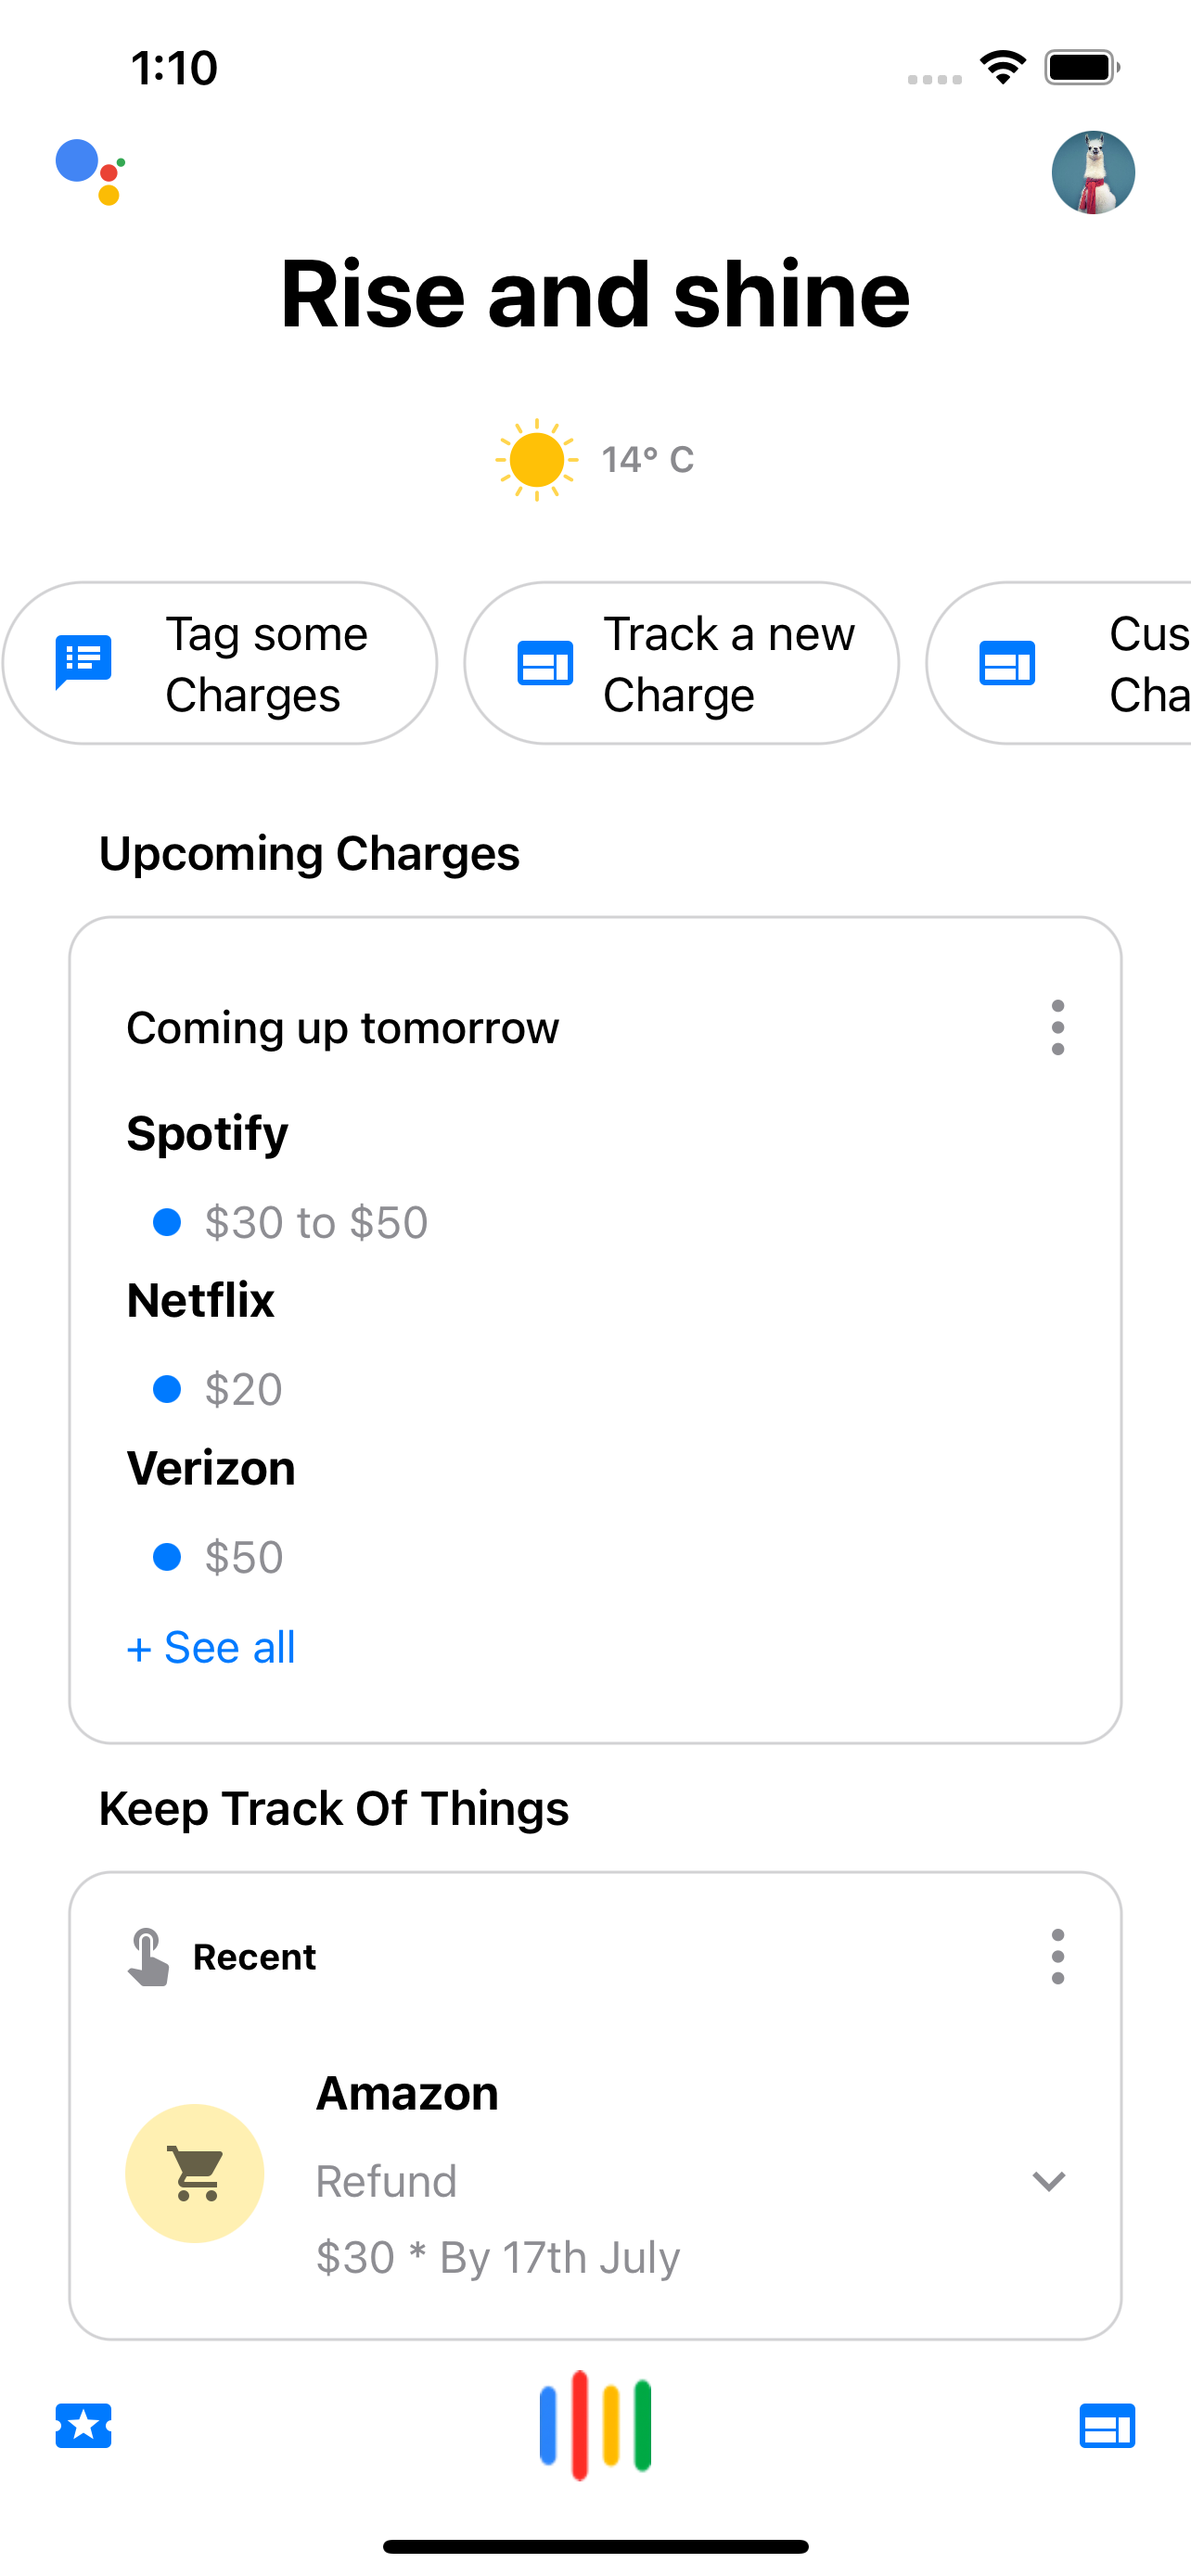 1:10
Rise and shine
14° C
Tag some
Charges
Track a new
Charge
Cus
Cha
Upcoming Charges
Coming up tomorrow
Spotify
$30 to $50
Netflix
$20
Verizon
$50
+ See all
Keep Track Of Things
Recent
Amazon
Refund
$30 * By 17th July